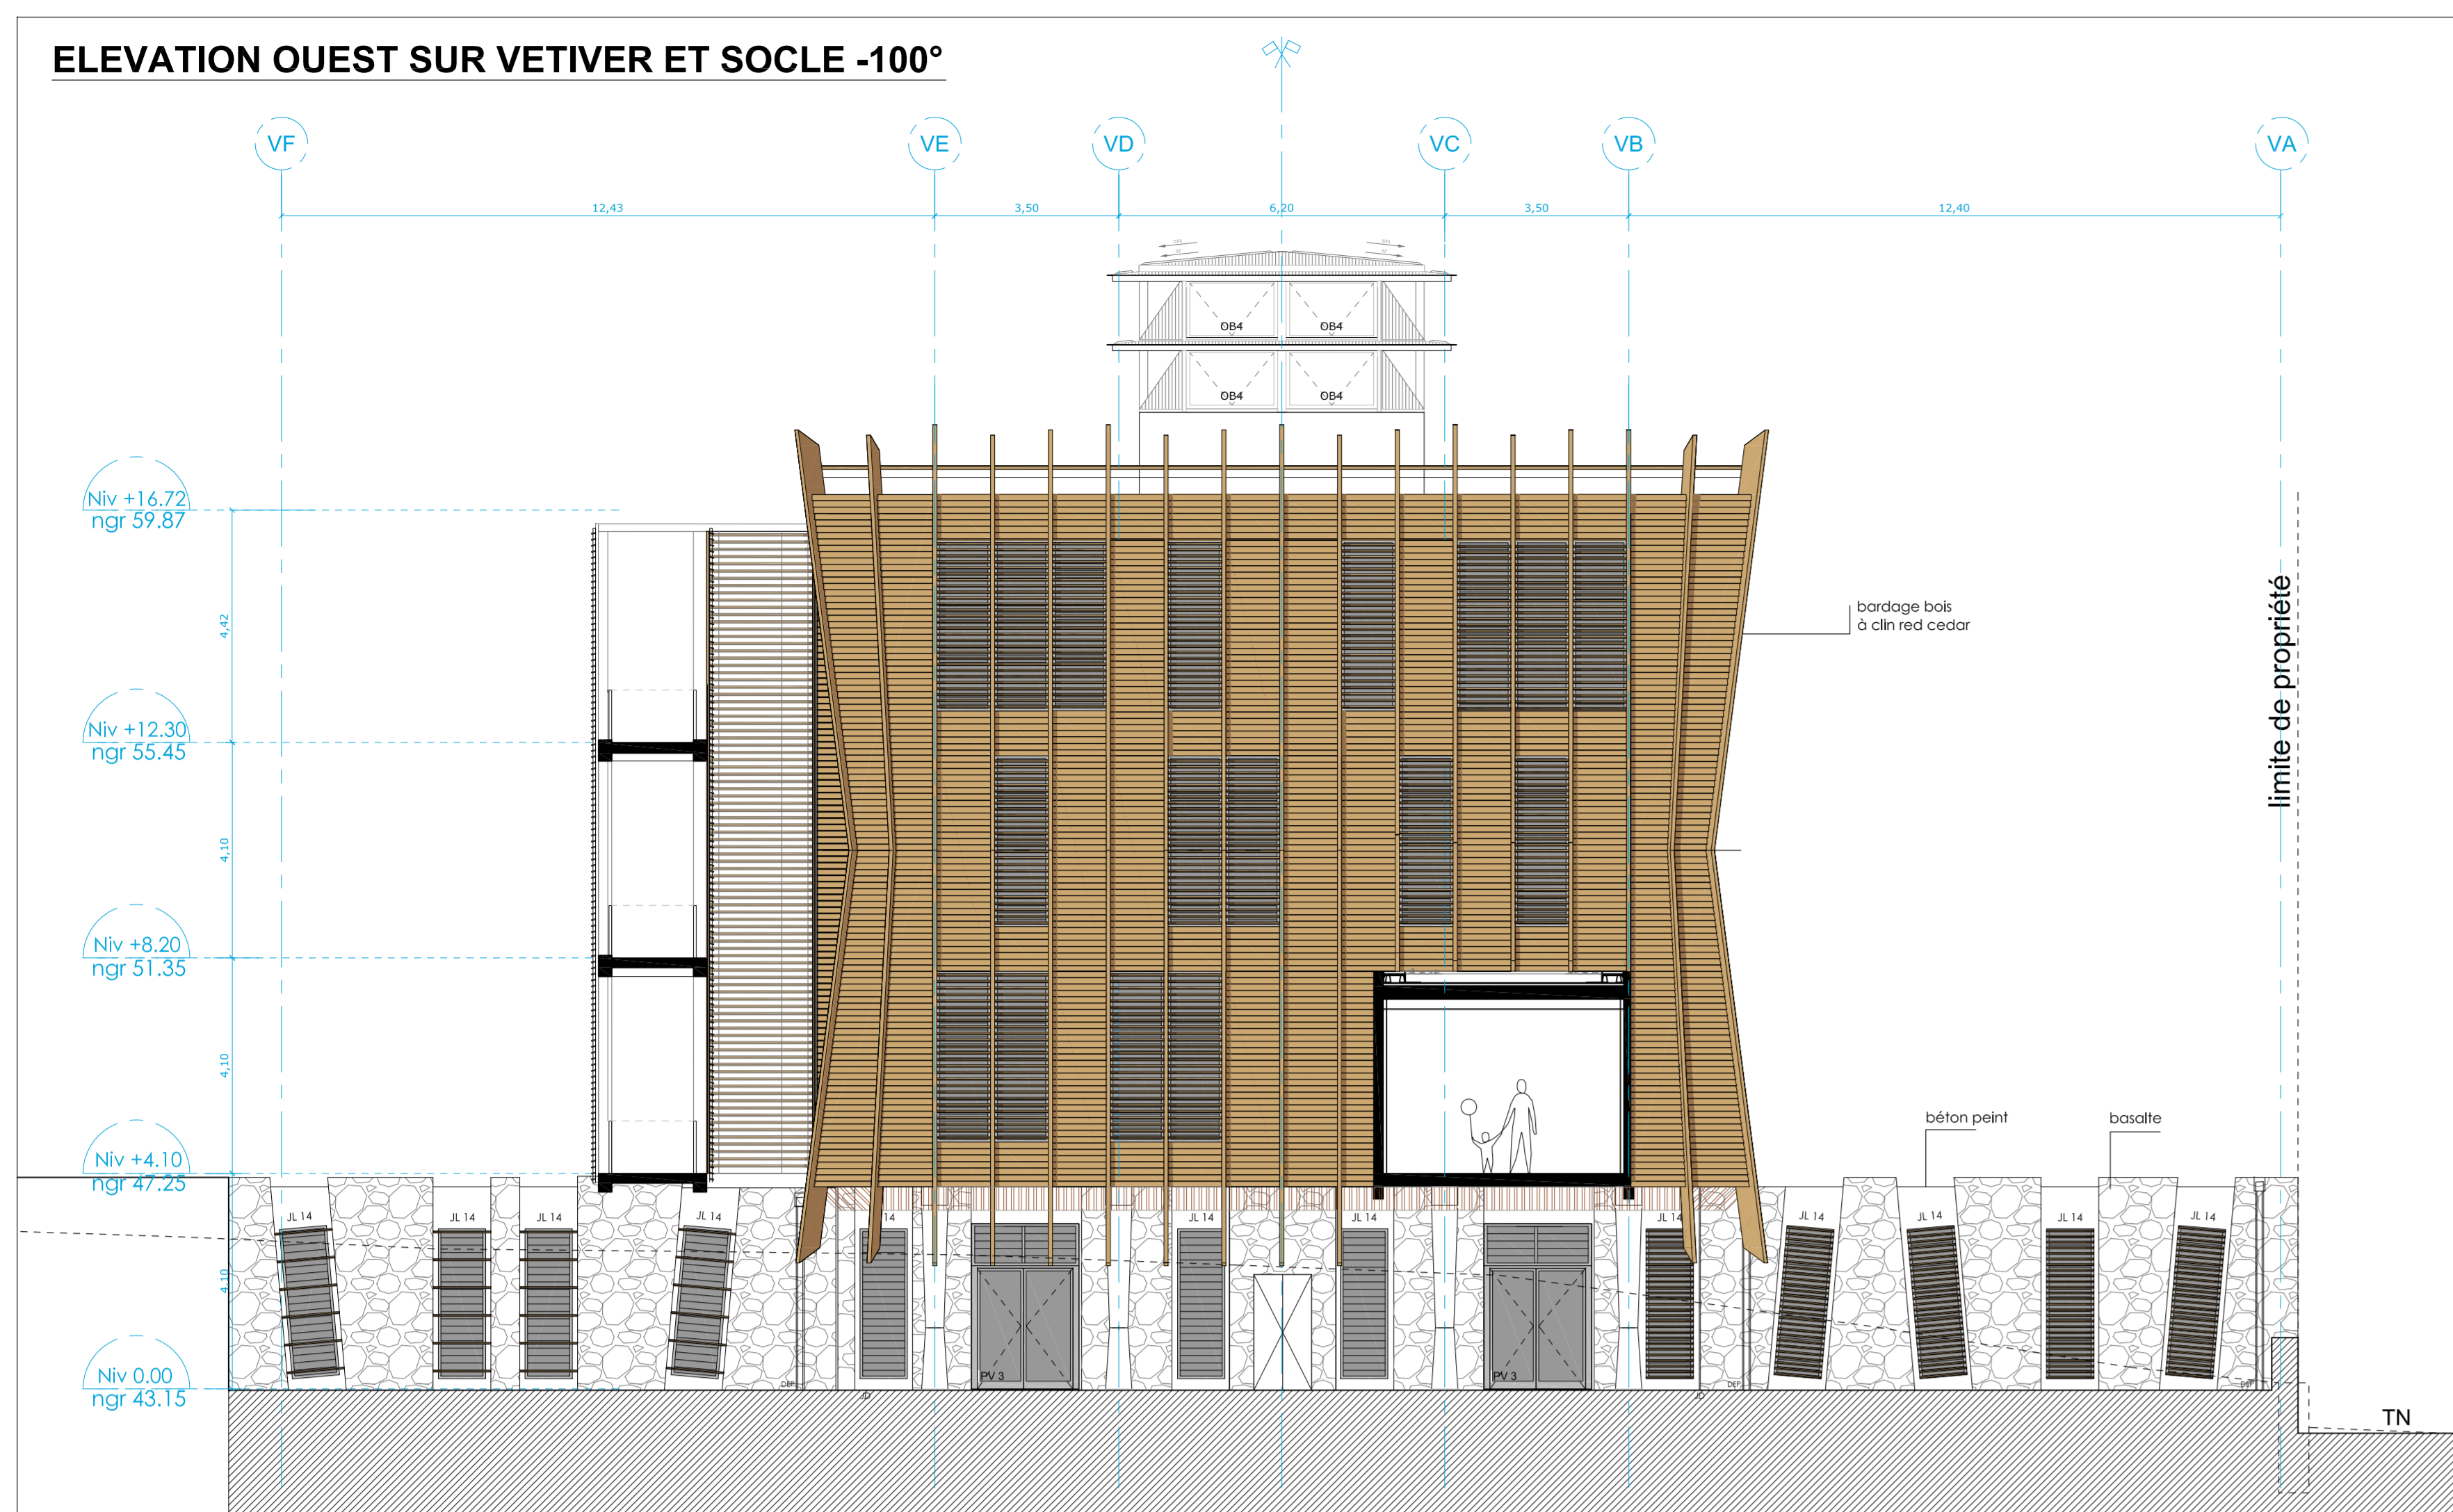 ELEVATION OUEST SUR VETIVER ET SOCLE -100°
VF
VE
VD
VC
VB
VA
12,43
3,50
6,20
3,50
12,40
OB4
OB4
OB4
OB4
Niv +16.72
ngr 59.87
4,42
bardage bois
à clin red cedar
limite de propriété
Niv +12.30
ngr 55.45
4,10
Niv +8.20
ngr 51.35
4,10
béton peint
basalte
Niv +4.10
ngr 47.25
JL 14
JL 14
JL 14
JL 14
14
JL 14
JL 14
JL 14
JL 14
JL 14
JL 14
JL 14
4,10
Niv 0.00
ngr 43.15
DEP
JD
PV 3
PV 3
JD
DEP
DEP
TN